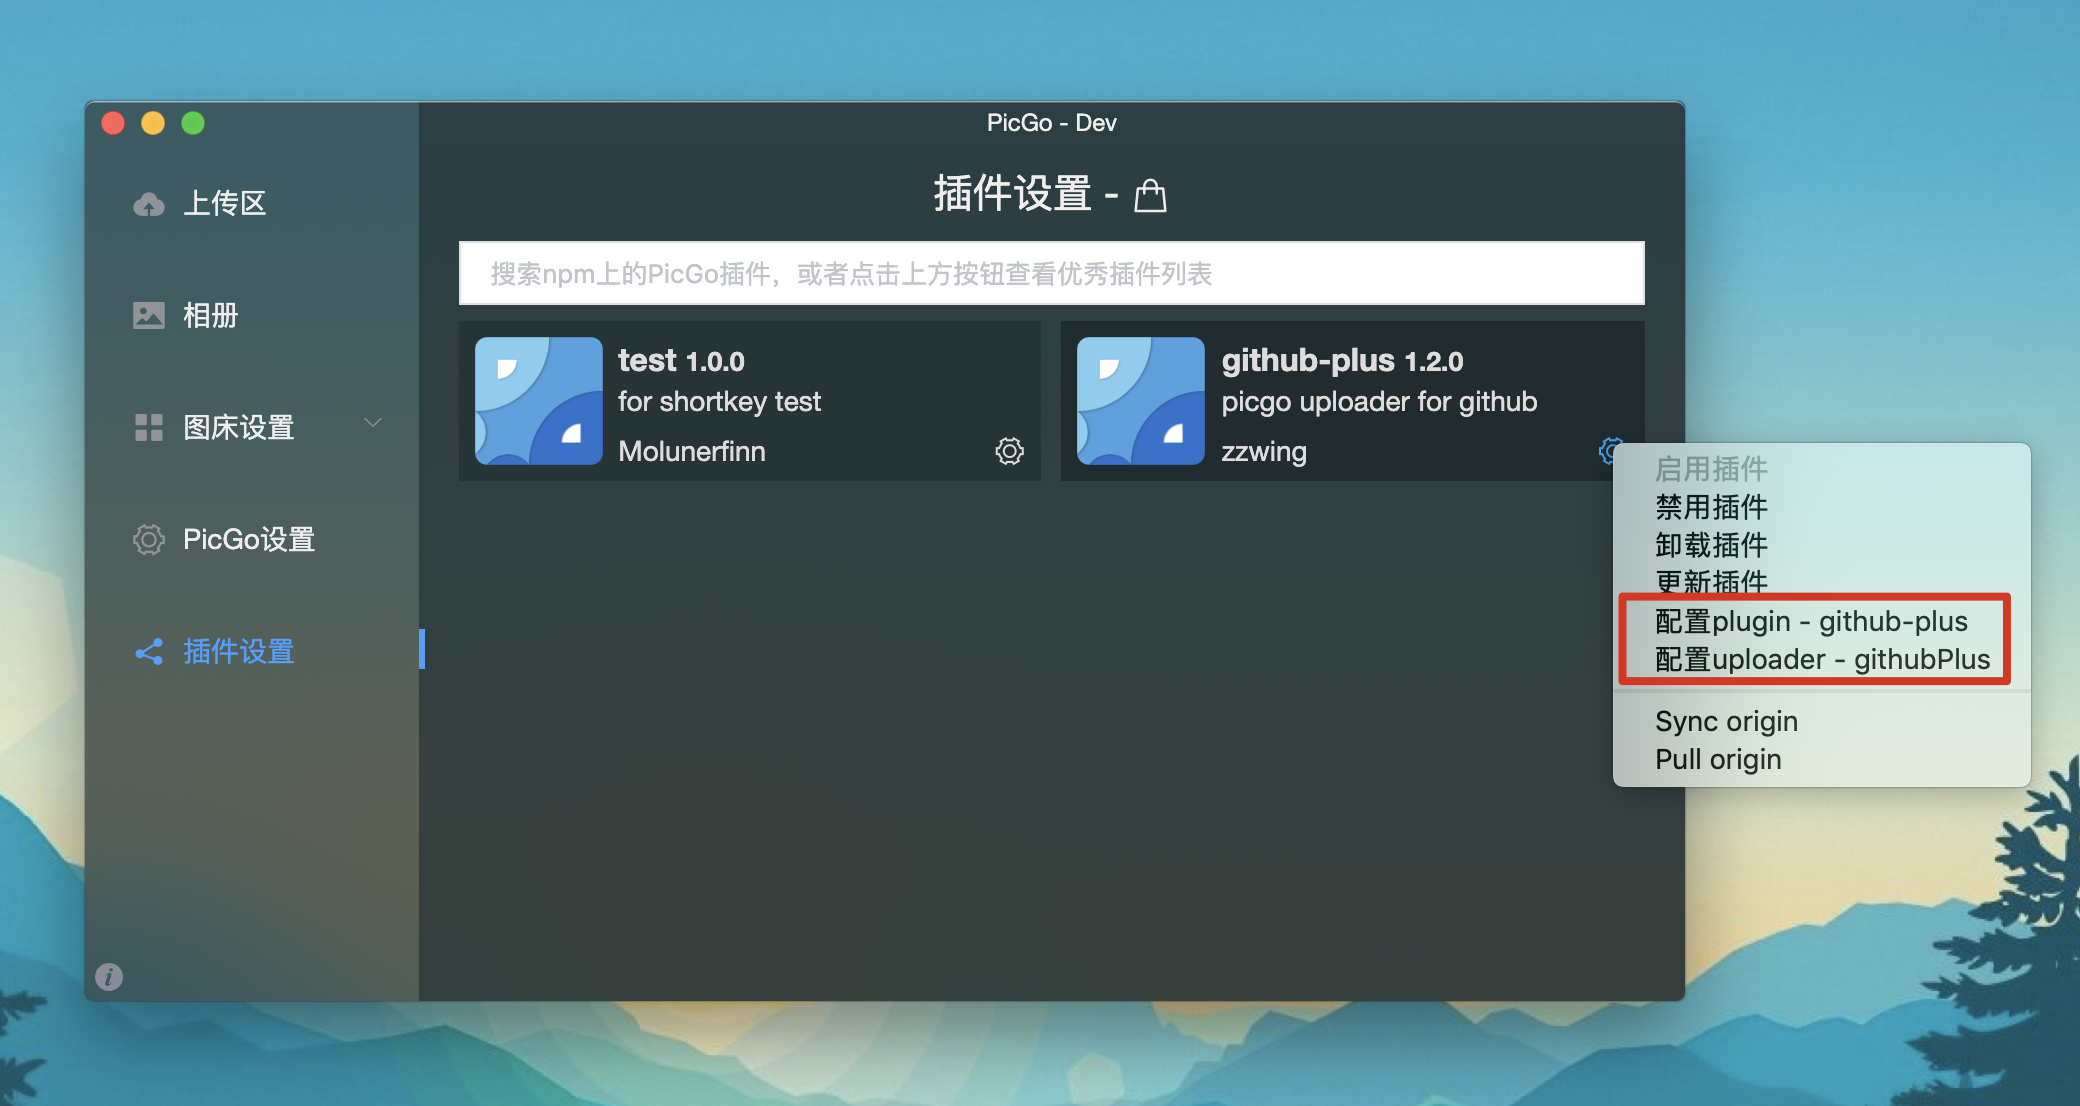 PicGo - Dev
上传区
相册
图床设置
PicGo设置
插件设置
插件设置 -
搜索npm上的PicGo插件，或者点击上方按钮查看优秀插件列表
test 1.0.0
for shortkey test
Molunerfinn
github-plus 1.2.0
picgo uploader for github
zzwing
启用插件
禁用插件
卸载插件
更新插件
配置plugin - github-plus
配置uploader - githubPlus
Sync origin
Pull origin